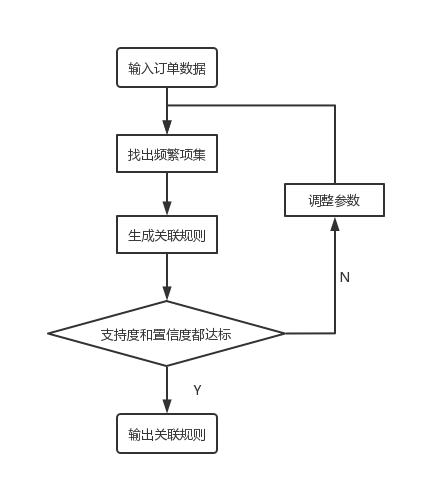 输入订单数据
找出频繁项集
调整参数
生成关联规则
N
支持度和置信度都达标
Y
输出关联规则